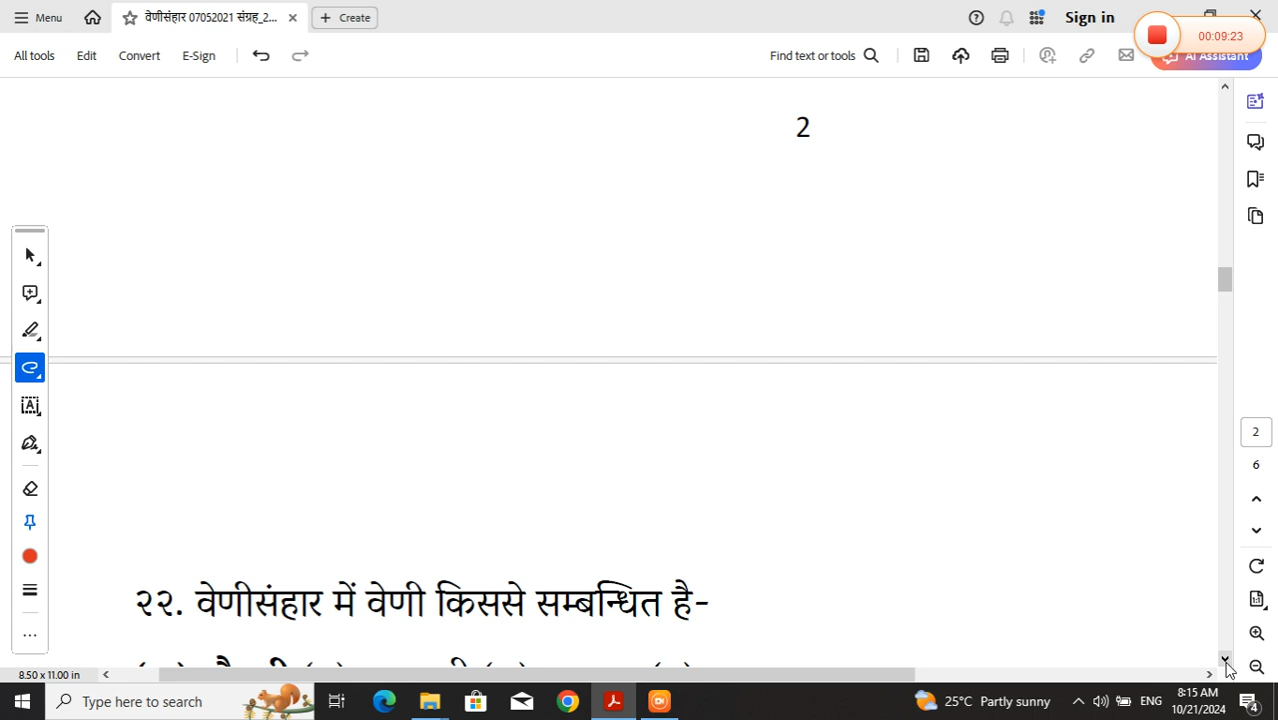 Menu
वेणीसंहार 07052021 संग्रह_2...
Create
Sign in
00:09:23
All tools
Edit
Convert
E-Sign
Find text or tools
AI Assistant
2
2
6
२२. वेणीसंहार में वेणी किससे सम्बन्धित है-
8.50 x 11.00 in
Type here to search
25°C Partly sunny
ENG
8:15 AM
10/21/2024
4